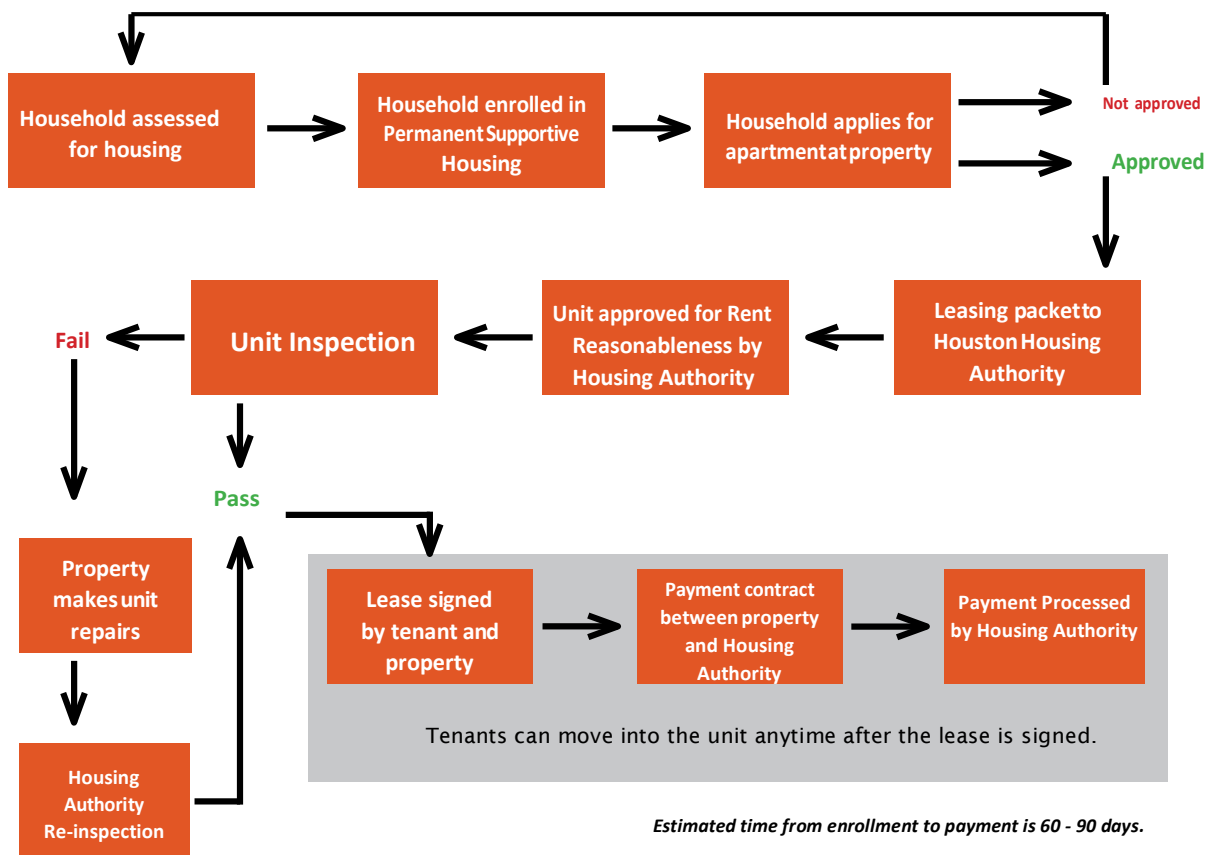 Household assessed
for housing
Household enrolled in
Permanent Supportive
Housing
Household applies for
apartment at property
Not approved
Approved
Leasing packet to
Houston Housing
Authority
Unit approved for Rent
Reasonableness by
Housing Authority
Unit Inspection
Fail
Pass
Property
makes unit
repairs
Housing
Authority
Re-inspection
Lease signed
by tenant and
property
Payment contract
between property
and Housing
Authority
Payment Processed
by Housing Authority
Tenants can move into the unit anytime after the lease is signed.
Estimated time from enrollment to payment is 60 - 90 days.